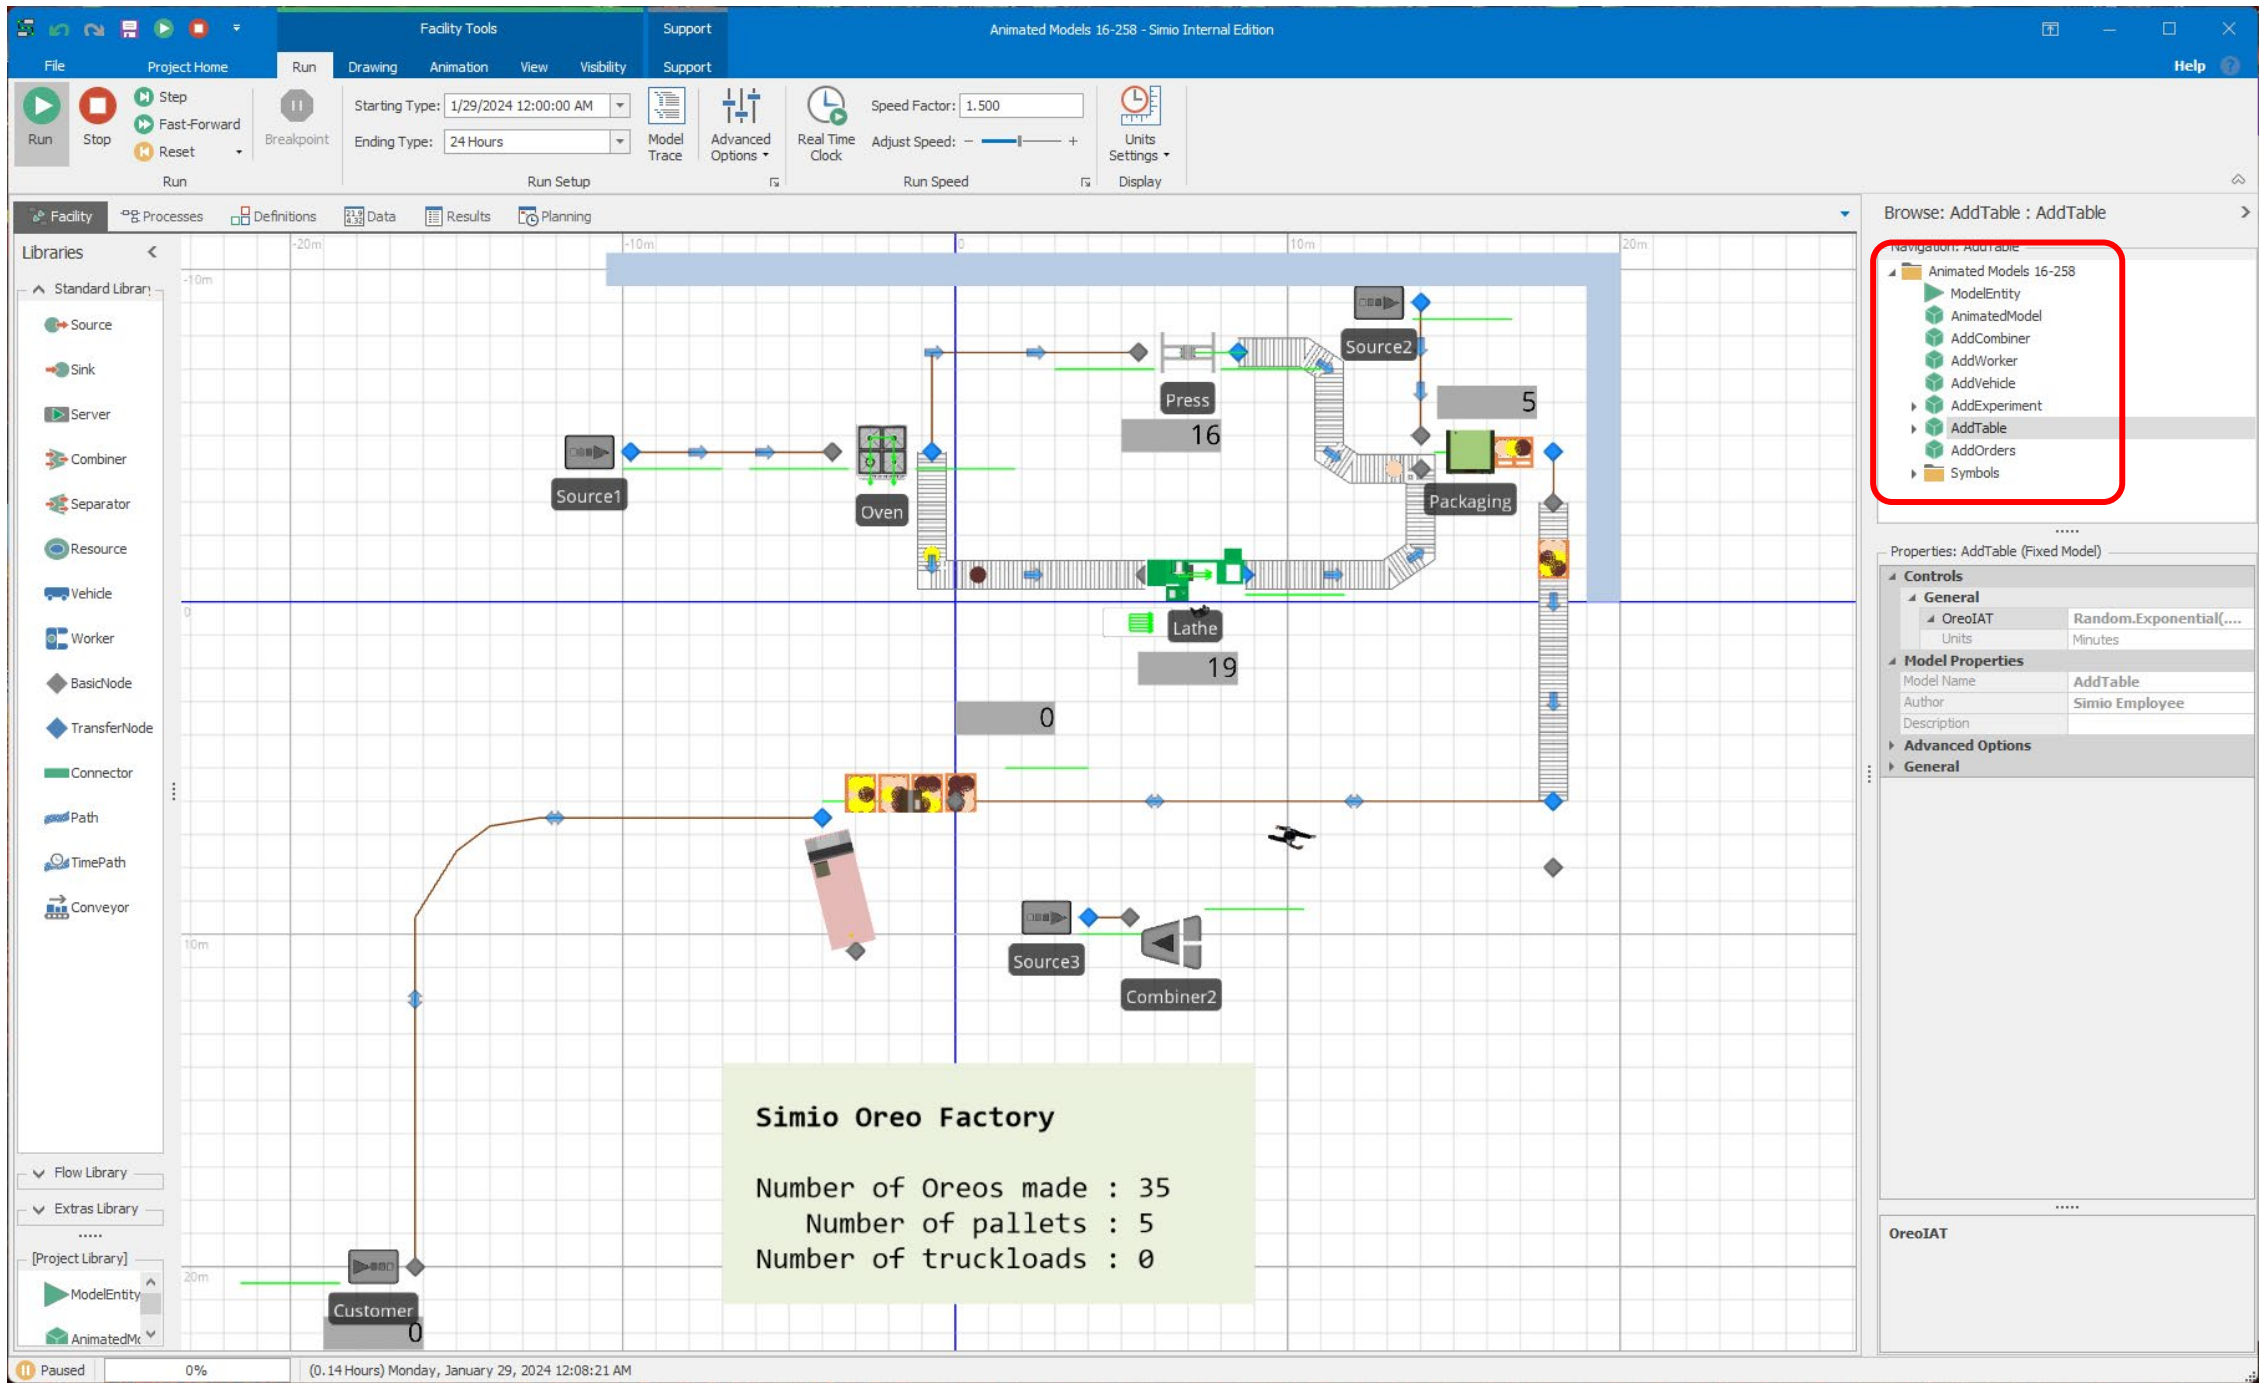 Facility Tools
Support
Animated Models 16-258 - Simio Internal Edition
File
Project Home
Run
Drawing
Animation
View
Visibility
Support
Help
Run
Stop
Step
Fast-Forward
Reset
Breakpoint
Starting Type: 1/29/2024 12:00:00 AM
Ending Type: 24 Hours
Model Trace
Advanced Options
Real Time Clock
Speed Factor: 1.500
Adjust Speed: - +
Units Settings
Run
Run Setup
Run Speed
Display
Facility
Processes
Definitions
Data
Results
Planning
Libraries
Standard Library
Source
Sink
Server
Combiner
Separator
Resource
Vehicle
Worker
BasicNode
TransferNode
Connector
Path
TimePath
Conveyor
Flow Library
Extras Library
[Project Library]
ModelEntity
-20m
-10m
0
10m
20m
-10m
0
10m
20m
Source2
Press
16
5
Source1
Oven
Packaging
Lathe
19
0
Source3
Combiner2
Simio Oreo Factory
Number of Oreos made : 35
Number of pallets : 5
Number of truckloads : 0
Customer
0
Browse: AddTable : AddTable
Navigation: AddTable
Animated Models 16-258
ModelEntity
AnimatedModel
AddCombiner
AddWorker
AddVehicle
AddExperiment
AddTable
AddOrders
Symbols
Properties: AddTable (Fixed Model)
Controls
General
OreoIAT Random.Exponential(....
Units Minutes
Model Properties
Model Name AddTable
Author Simio Employee
Description
Advanced Options
General
OreoIAT
Paused
0%
(0.14 Hours) Monday, January 29, 2024 12:08:21 AM